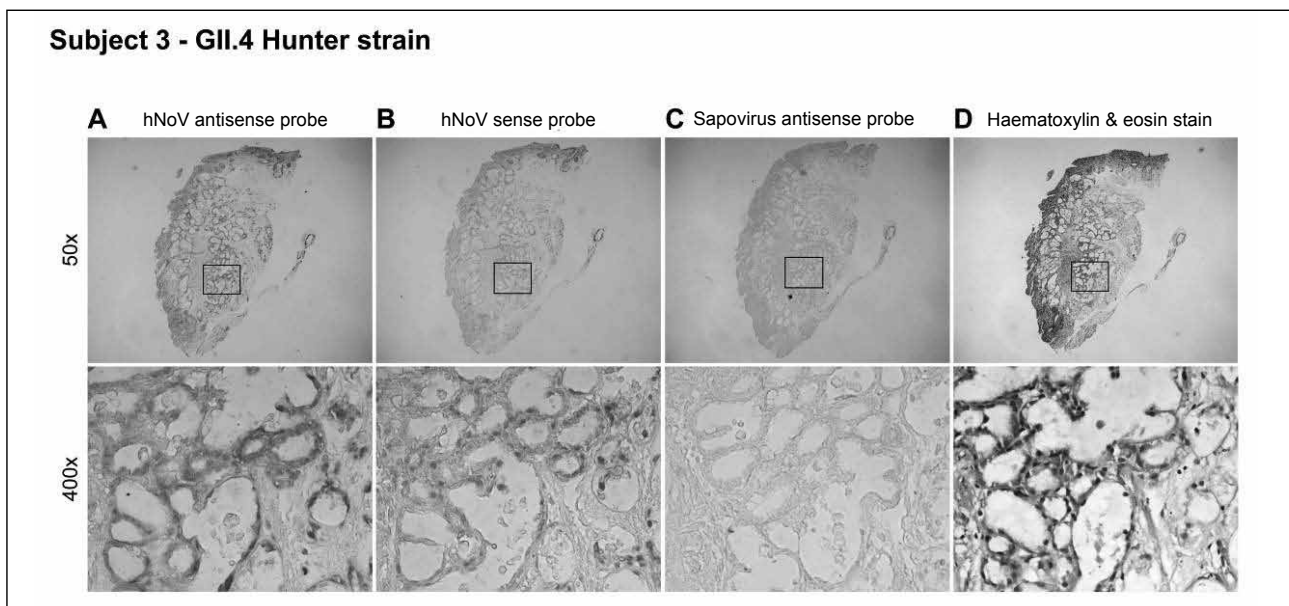 Subject 3 - GII.4 Hunter strain
A hNoV antisense probe
B hNoV sense probe
C Sapovirus antisense probe
D Haematoxylin & eosin stain
50x
400x